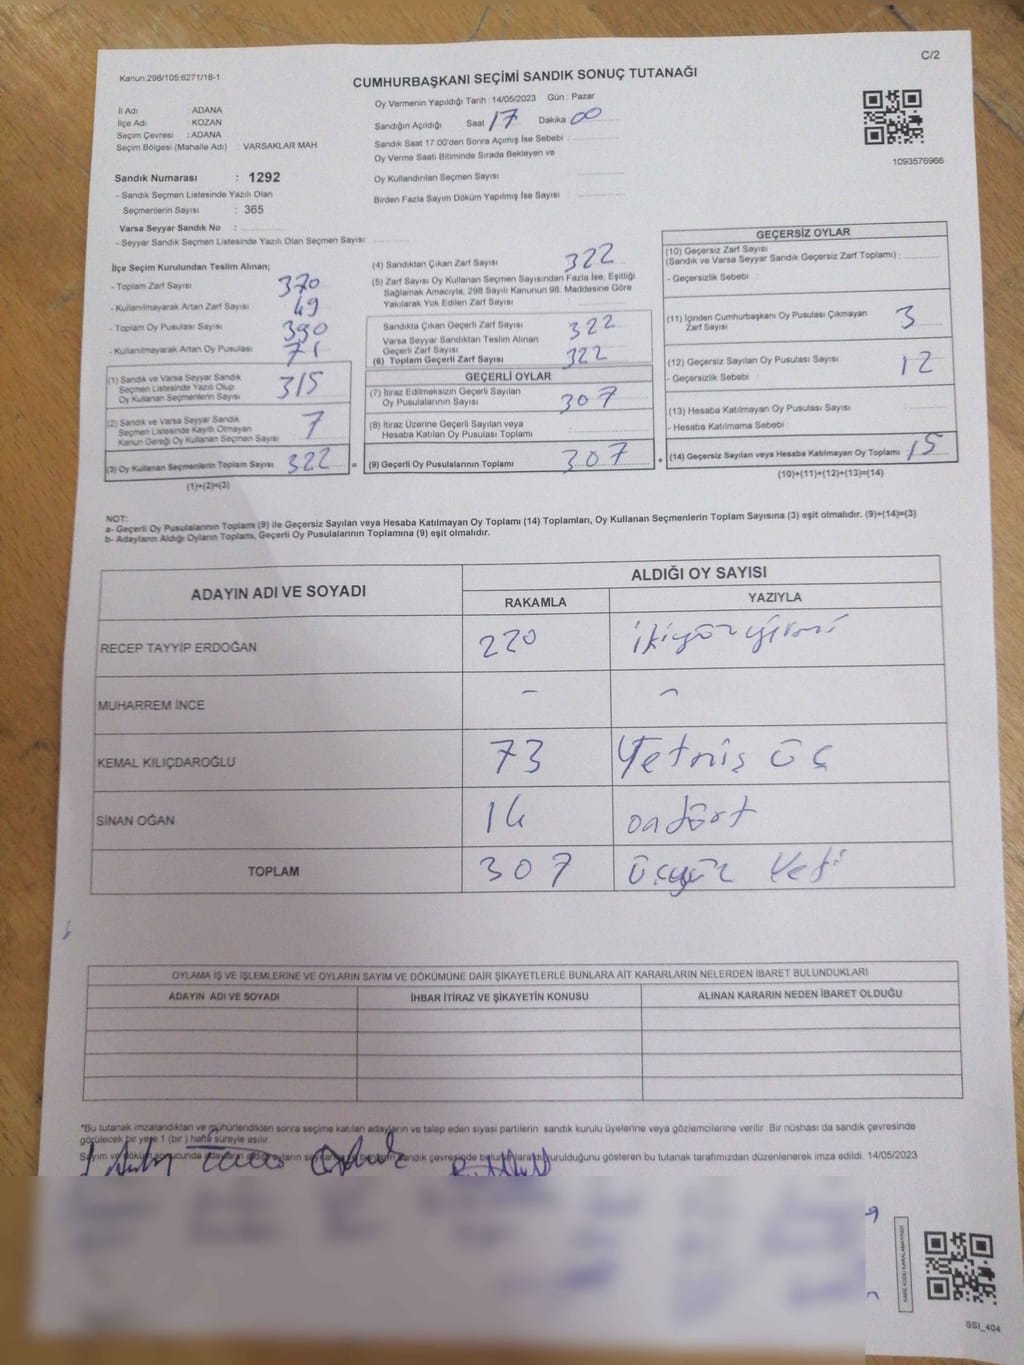 C/2
Kanun:298/105,6271/18-1
CUMHURBAŞKANI SEÇİMİ SANDIK SONUÇ TUTANAĞI
İl Adı : ADANA
İlçe Adı : KOZAN
Seçim Çevresi : ADANA
Seçim Bölgesi (Mahalle Adı) : VARSAKLAR MAH.
Oy Vermenin Yapıldığı Tarih :14/05/2023 Gün : Pazar
Sandığın Açıldığı Saat 17 Dakika 00
Sandık Saat 17:00'den Sonra Açımış İse Sebebi :
Oy Verme Saati Bitiminde Sırada Bekleyen ve
Oy Kullandırılan Seçmen Sayısı :
Birden Fazla Sayım Döküm Yapılmış İse Sayısı :
1093576966
Sandık Numarası : 1292
- Sandık Seçmen Listesinde Yazılı Olan
Seçmenlerin Sayısı : 365
Varsa Seyyar Sandık No :
- Seyyar Sandık Seçmen Listesinde Yazılı Olan Seçmen Sayısı:
İlçe Seçim Kurulundan Teslim Alınan;
- Toplam Zarf Sayısı : 370
- Kullanılmayarak Artan Zarf Sayısı : 49
- Toplam Oy Pusulası Sayısı : 390
- Kullanılmayarak Artan Oy Pusulası : 71
(1) Sandık ve Varsa Seyyar Sandık
Seçmen Listesinde Yazılı Olup
Oy Kullanan Seçmenlerin Sayısı : 315
(2) Sandık ve Varsa Seyyar Sandık
Seçmen Listesinde Kayıtlı Olmayan
Kanun Gereği Oy Kullanan Seçmen Sayısı : 7
(3) Oy Kullanan Seçmenlerin Toplam Sayısı : 322 =
(1)+(2)=(3)
(4) Sandıktan Çıkan Zarf Sayısı : 322
(5) Zarf Sayısı Oy Kullanan Seçmen Sayısından Fazla İse, Eşitliği
Sağlamak Amacıyla, 298 Sayılı Kanunun 98. Maddesine Göre
Yakılarak Yok Edilen Zarf Sayısı :
Sandıkta Çıkan Geçerli Zarf Sayısı : 322
Varsa Seyyar Sandıktan Teslim Alınan
Geçerli Zarf Sayısı :
(6) Toplam Geçerli Zarf Sayısı : 322
GEÇERLİ OYLAR
(7) İtiraz Edilmeksizin Geçerli Sayılan
Oy Pusulalarının Sayısı : 307
(8) İtiraz Üzerine Geçerli Sayılan veya
Hesaba Katılan Oy Pusulası Toplamı :
(9) Geçerli Oy Pusulalarının Toplamı : 307 +
GEÇERSİZ OYLAR
(10) Geçersiz Zarf Sayısı
(Sandık ve Varsa Seyyar Sandık Geçersiz Zarf Toplamı) :
- Geçersizlik Sebebi :
(11) İçinden Cumhurbaşkanı Oy Pusulası Çıkmayan
Zarf Sayısı : 3
(12) Geçersiz Sayılan Oy Pusulası Sayısı : 12
- Geçersizlik Sebebi :
(13) Hesaba Katılmayan Oy Pusulası Sayısı :
- Hesaba Katılmama Sebebi :
(14) Geçersiz Sayılan veya Hesaba Katılmayan Oy Toplamı : 15
(10)+(11)+(12)+(13)=(14)
NOT:
a- Geçerli Oy Pusulalarının Toplamı (9) ile Geçersiz Sayılan veya Hesaba Katılmayan Oy Toplamı (14) Toplamları, Oy Kullanan Seçmenlerin Toplam Sayısına (3) eşit olmalıdır. (9)+(14)=(3)
b- Adayların Aldığı Oyların Toplamı, Geçerli Oy Pusulalarının Toplamına (9) eşit olmalıdır.
ADAYIN ADI VE SOYADI ALDIĞI OY SAYISI
RAKAMLA YAZIYLA
RECEP TAYYİP ERDOĞAN 220 ikiyüzyirmi
MUHARREM İNCE - -
KEMAL KILIÇDAROĞLU 73 Yetmiş üç
SİNAN OĞAN 14 ondört
TOPLAM 307 üçyüz Yedi
OYLAMA İŞ VE İŞLEMLERİNE VE OYLARIN SAYIM VE DÖKÜMÜNE DAİR ŞİKAYETLERLE BUNLARA AİT KARARLARIN NELERDEN İBARET BULUNDUKLARI
ADAYIN ADI VE SOYADI İHBAR İTİRAZ VE ŞİKAYETİN KONUSU ALINAN KARARIN NEDEN İBARET OLDUĞU
*Bu tutanak imzalandıktan ve mühürlendikten sonra seçime katılan adayların ve talep eden siyasi partilerin sandık kurulu üyelerine veya gözlemcilerine verilir. Bir nüshası da sandık çevresinde
görülecek bir yere 1 (bir ) hafta süreyle asılır.
Sayım ve döküm sonucunda sandık çevresinde gösteren bu tutanak tarafımızdan düzenlenerek imza edildi. 14/05/2023
SSI_404